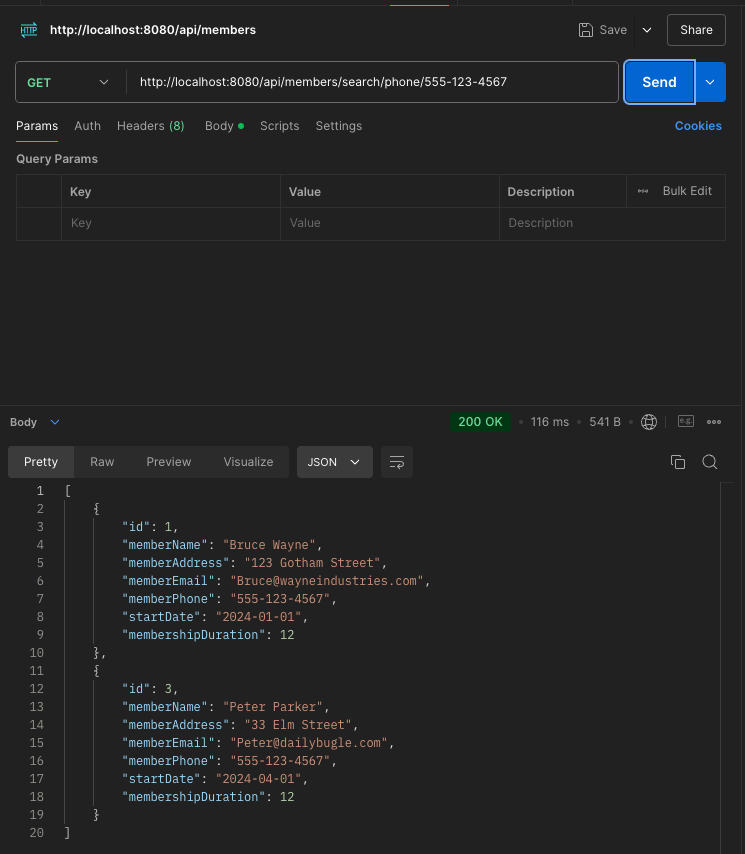 HTTP http://localhost:8080/api/members Save Share
GET http://localhost:8080/api/members/search/phone/555-123-4567 Send
Params Auth Headers (8) Body Scripts Settings Cookies
Query Params
Key Value Description Bulk Edit
Key Value Description
Body 200 OK 116 ms 541 B e.g.
Pretty Raw Preview Visualize JSON
1 [
2 {
3 "id": 1,
4 "memberName": "Bruce Wayne",
5 "memberAddress": "123 Gotham Street",
6 "memberEmail": "Bruce@wayneindustries.com",
7 "memberPhone": "555-123-4567",
8 "startDate": "2024-01-01",
9 "membershipDuration": 12
10 },
11 {
12 "id": 3,
13 "memberName": "Peter Parker",
14 "memberAddress": "33 Elm Street",
15 "memberEmail": "Peter@dailybugle.com",
16 "memberPhone": "555-123-4567",
17 "startDate": "2024-04-01",
18 "membershipDuration": 12
19 }
20 ]